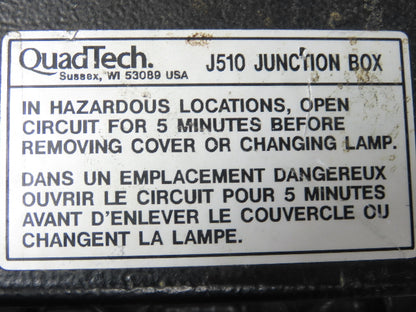 QuadTech.
Sussex, WI 53089 USA
J510 JUNCTION BOX
IN HAZARDOUS LOCATIONS, OPEN
CIRCUIT FOR 5 MINUTES BEFORE
REMOVING COVER OR CHANGING LAMP.
DANS UN EMPLACEMENT DANGEREUX
OUVRIR LE CIRCUIT POUR 5 MINUTES
AVANT D'ENLEVER LE COUVERCLE OU
CHANGENT LA LAMPE.